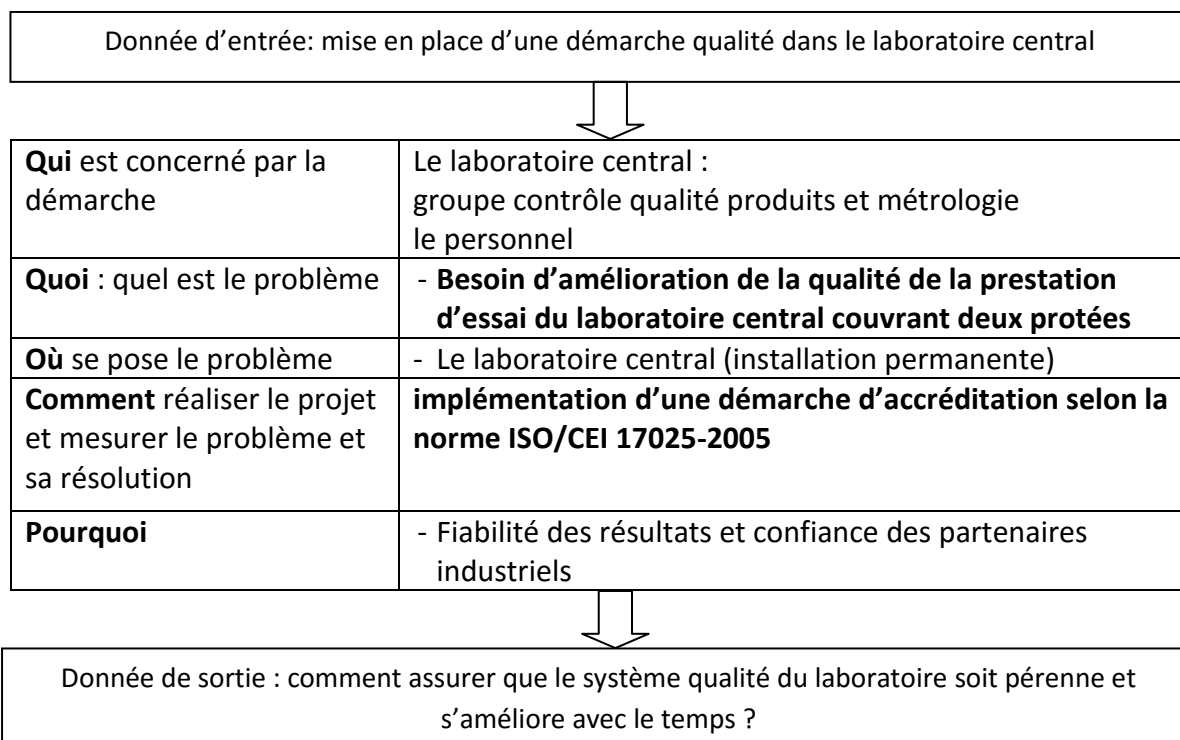 Donnée d’entrée: mise en place d’une démarche qualité dans le laboratoire central
Qui est concerné par la
démarche
Le laboratoire central :
groupe contrôle qualité produits et métrologie
le personnel
Quoi : quel est le problème
- Besoin d’amélioration de la qualité de la prestation
d’essai du laboratoire central couvrant deux protées
Où se pose le problème
- Le laboratoire central (installation permanente)
Comment réaliser le projet
et mesurer le problème et
sa résolution
implémentation d’une démarche d’accréditation selon la
norme ISO/CEI 17025-2005
Pourquoi
- Fiabilité des résultats et confiance des partenaires
industriels
Donnée de sortie : comment assurer que le système qualité du laboratoire soit pérenne et
s’améliore avec le temps ?